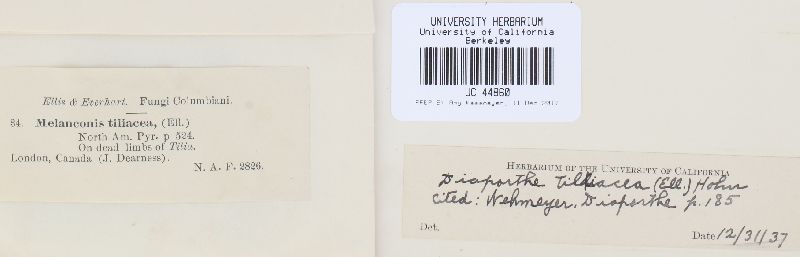 Ellis & Everhart. Fungi Columbiani.
84. Melanconis tiliacea, (Ell.)
North Am. Pyr. p 524.
On dead limbs of Tilia.
London, Canada (J. Dearness).
N. A. F. 2826.
UNIVERSITY HERBARIUM
University of California
Berkeley
UC 44860
HERBARIUM OF THE UNIVERSITY OF CALIFORNIA
Diaporthe tiliacea (Ell.) Hohn
cited: Wehmeyer, Diaporthe p. 185
Det.
Date 12/31/37